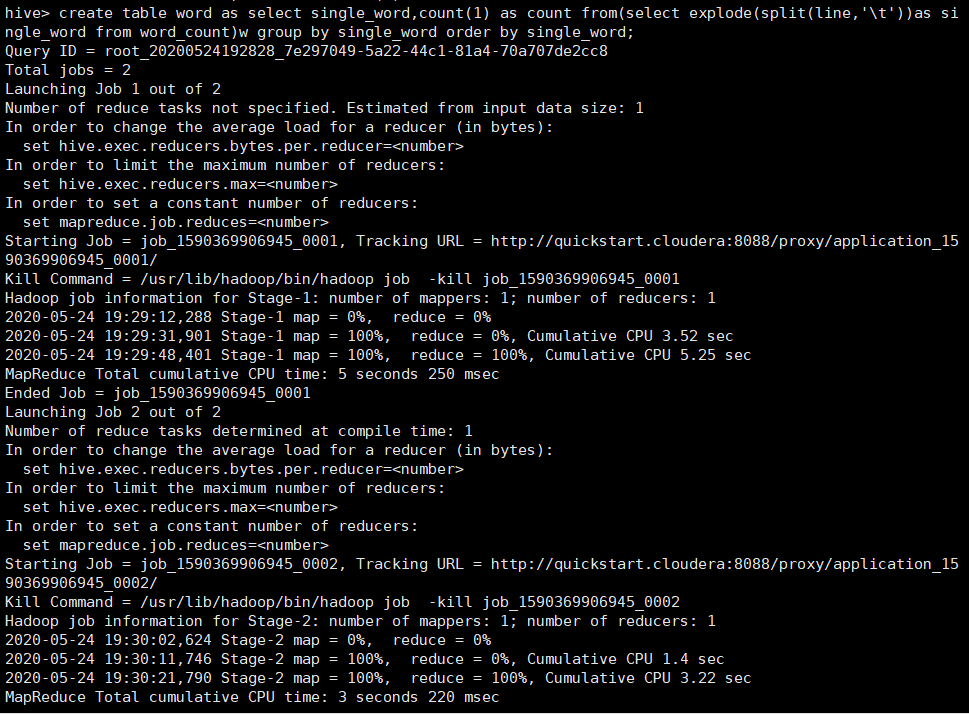 hive> create table word as select single_word,count(1) as count from(select explode(split(line,'\t'))as si
ngle_word from word_count)w group by single_word order by single_word;
Query ID = root_20200524192828_7e297049-5a22-44c1-81a4-70a707de2cc8
Total jobs = 2
Launching Job 1 out of 2
Number of reduce tasks not specified. Estimated from input data size: 1
In order to change the average load for a reducer (in bytes):
  set hive.exec.reducers.bytes.per.reducer=<number>
In order to limit the maximum number of reducers:
  set hive.exec.reducers.max=<number>
In order to set a constant number of reducers:
  set mapreduce.job.reduces=<number>
Starting Job = job_1590369906945_0001, Tracking URL = http://quickstart.cloudera:8088/proxy/application_15
90369906945_0001/
Kill Command = /usr/lib/hadoop/bin/hadoop job  -kill job_1590369906945_0001
Hadoop job information for Stage-1: number of mappers: 1; number of reducers: 1
2020-05-24 19:29:12,288 Stage-1 map = 0%,  reduce = 0%
2020-05-24 19:29:31,901 Stage-1 map = 100%,  reduce = 0%, Cumulative CPU 3.52 sec
2020-05-24 19:29:48,401 Stage-1 map = 100%,  reduce = 100%, Cumulative CPU 5.25 sec
MapReduce Total cumulative CPU time: 5 seconds 250 msec
Ended Job = job_1590369906945_0001
Launching Job 2 out of 2
Number of reduce tasks determined at compile time: 1
In order to change the average load for a reducer (in bytes):
  set hive.exec.reducers.bytes.per.reducer=<number>
In order to limit the maximum number of reducers:
  set hive.exec.reducers.max=<number>
In order to set a constant number of reducers:
  set mapreduce.job.reduces=<number>
Starting Job = job_1590369906945_0002, Tracking URL = http://quickstart.cloudera:8088/proxy/application_15
90369906945_0002/
Kill Command = /usr/lib/hadoop/bin/hadoop job  -kill job_1590369906945_0002
Hadoop job information for Stage-2: number of mappers: 1; number of reducers: 1
2020-05-24 19:30:02,624 Stage-2 map = 0%,  reduce = 0%
2020-05-24 19:30:11,746 Stage-2 map = 100%,  reduce = 0%, Cumulative CPU 1.4 sec
2020-05-24 19:30:21,790 Stage-2 map = 100%,  reduce = 100%, Cumulative CPU 3.22 sec
MapReduce Total cumulative CPU time: 3 seconds 220 msec